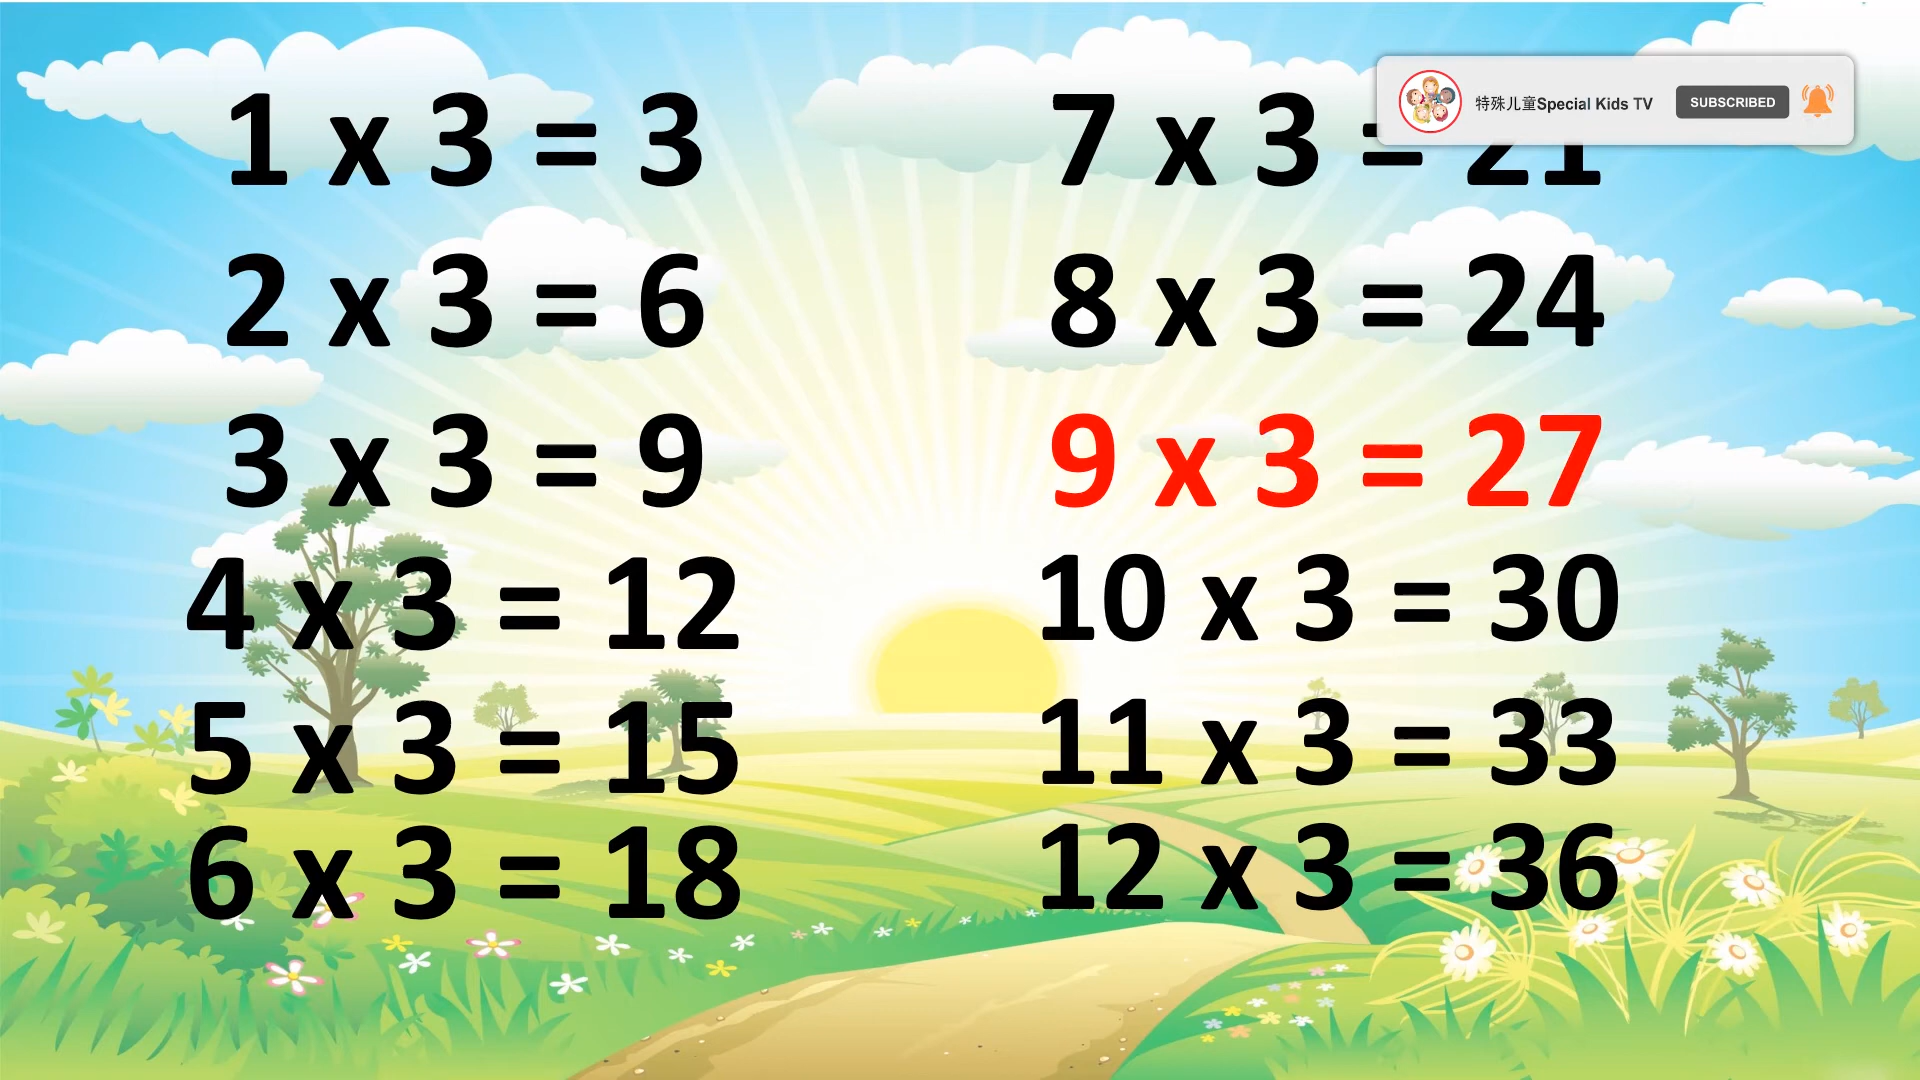 1 x 3 = 3
2 x 3 = 6
3 x 3 = 9
4 x 3 = 12
5 x 3 = 15
6 x 3 = 18
特殊儿童Special Kids TV
SUBSCRIBED
7 x 3 = 21
8 x 3 = 24
9 x 3 = 27
10 x 3 = 30
11 x 3 = 33
12 x 3 = 36